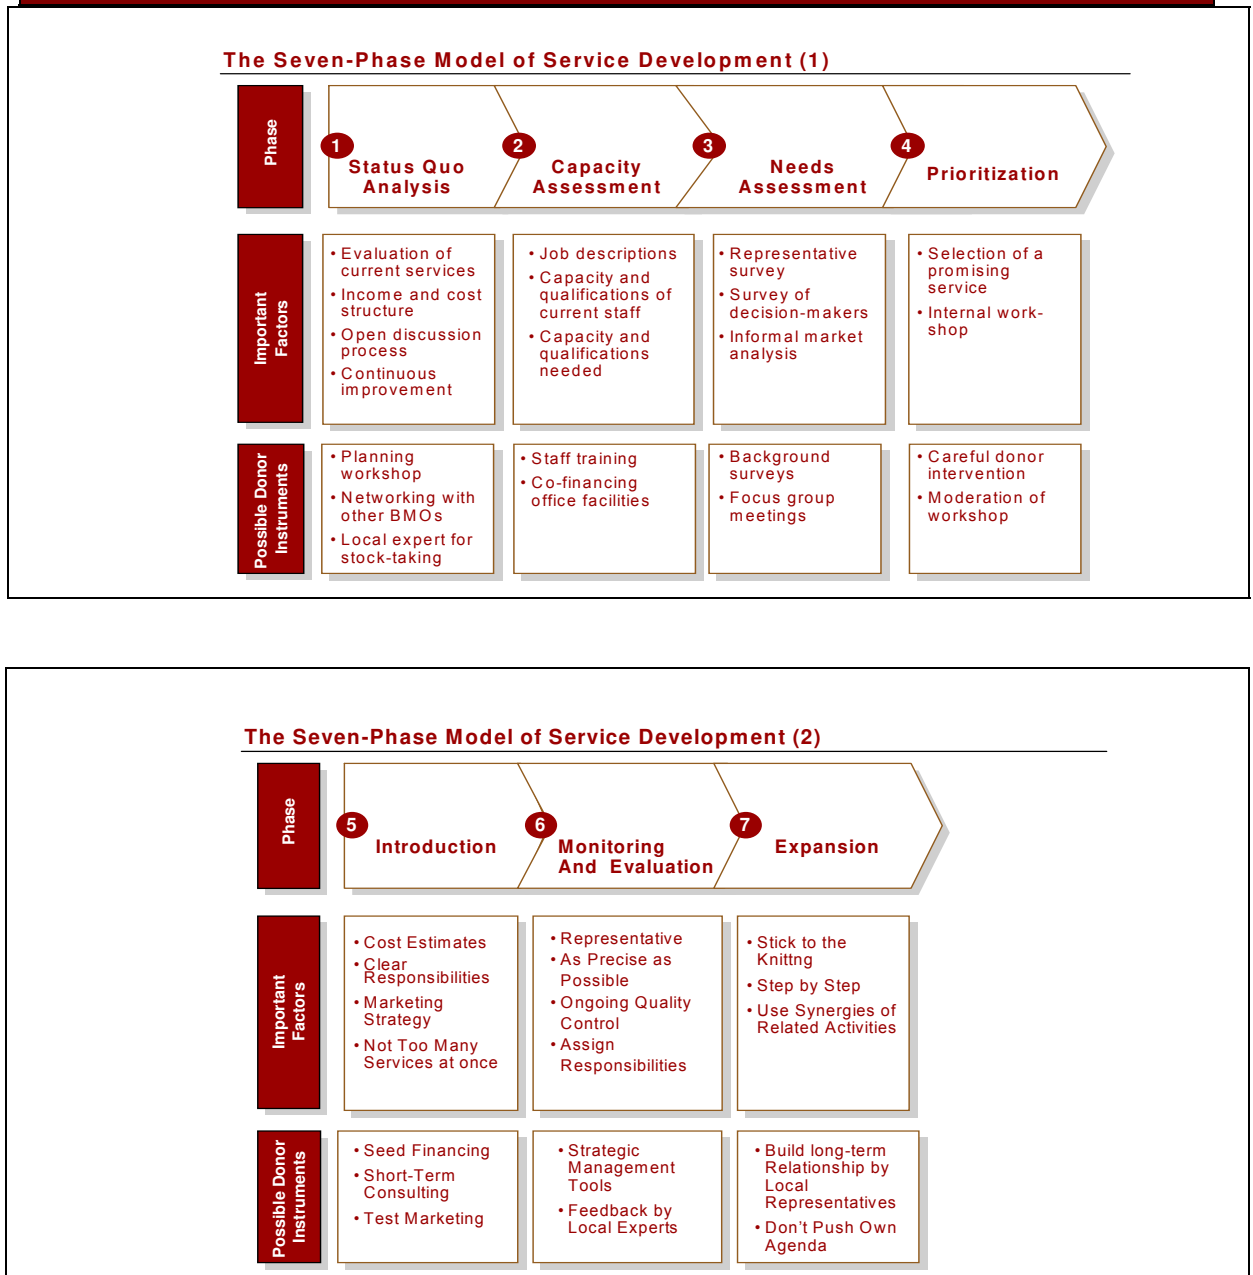 The Seven-Phase Model of Service Development (1)
Phase
1
Status Quo
Analysis
2
Capacity
Assessment
3
Needs
Assessment
4
Prioritization
Important
Factors
• Evaluation of
current services
• Income and cost
structure
• Open discussion
process
• Continuous
improvement
• Job descriptions
• Capacity and
qualifications of
current staff
• Capacity and
qualifications
needed
• Representative
survey
• Survey of
decision-makers
• Informal market
analysis
• Selection of a
promising
service
• Internal work-
shop
Possible Donor
Instruments
• Planning
workshop
• Networking with
other BMOs
• Local expert for
stock-taking
• Staff training
• Co-financing
office facilities
• Background
surveys
• Focus group
meetings
• Careful donor
intervention
• Moderation of
workshop
The Seven-Phase Model of Service Development (2)
Phase
5
Introduction
6
Monitoring
And Evaluation
7
Expansion
Important
Factors
• Cost Estimates
• Clear
Responsibilities
• Marketing
Strategy
• Not Too Many
Services at once
• Representative
• As Precise as
Possible
• Ongoing Quality
Control
• Assign
Responsibilities
• Stick to the
Knittng
• Step by Step
• Use Synergies of
Related Activities
Possible Donor
Instruments
• Seed Financing
• Short-Term
Consulting
• Test Marketing
• Strategic
Management
Tools
• Feedback by
Local Experts
• Build long-term
Relationship by
Local
Representatives
• Don't Push Own
Agenda